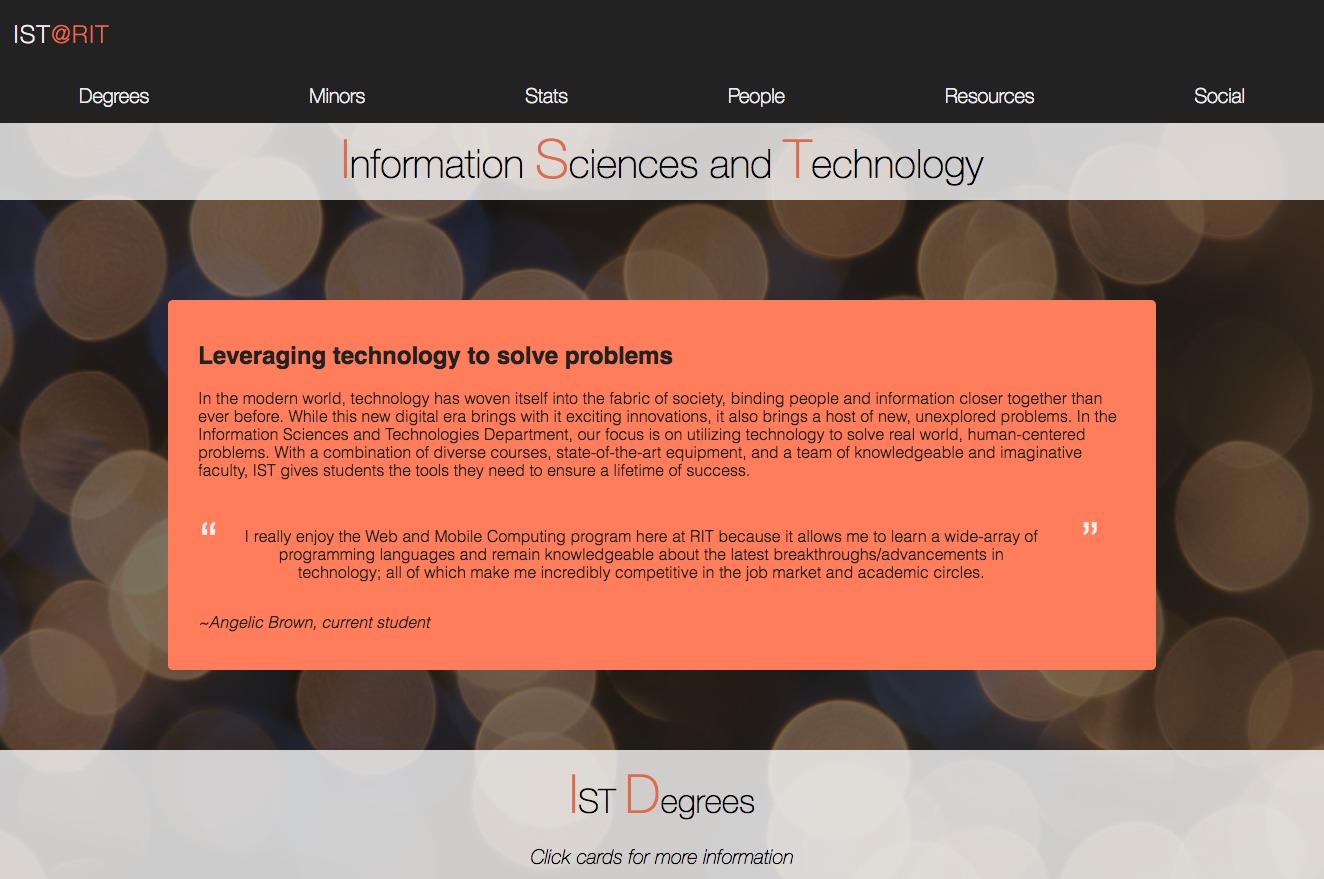 IST@RIT
Degrees Minors Stats People Resources Social
Information Sciences and Technology
Leveraging technology to solve problems
In the modern world, technology has woven itself into the fabric of society, binding people and information closer together than
ever before. While this new digital era brings with it exciting innovations, it also brings a host of new, unexplored problems. In the
Information Sciences and Technologies Department, our focus is on utilizing technology to solve real world, human-centered
problems. With a combination of diverse courses, state-of-the-art equipment, and a team of knowledgeable and imaginative
faculty, IST gives students the tools they need to ensure a lifetime of success.
“ I really enjoy the Web and Mobile Computing program here at RIT because it allows me to learn a wide-array of ”
programming languages and remain knowledgeable about the latest breakthroughs/advancements in
technology; all of which make me incredibly competitive in the job market and academic circles.
~Angelic Brown, current student
IST Degrees
Click cards for more information